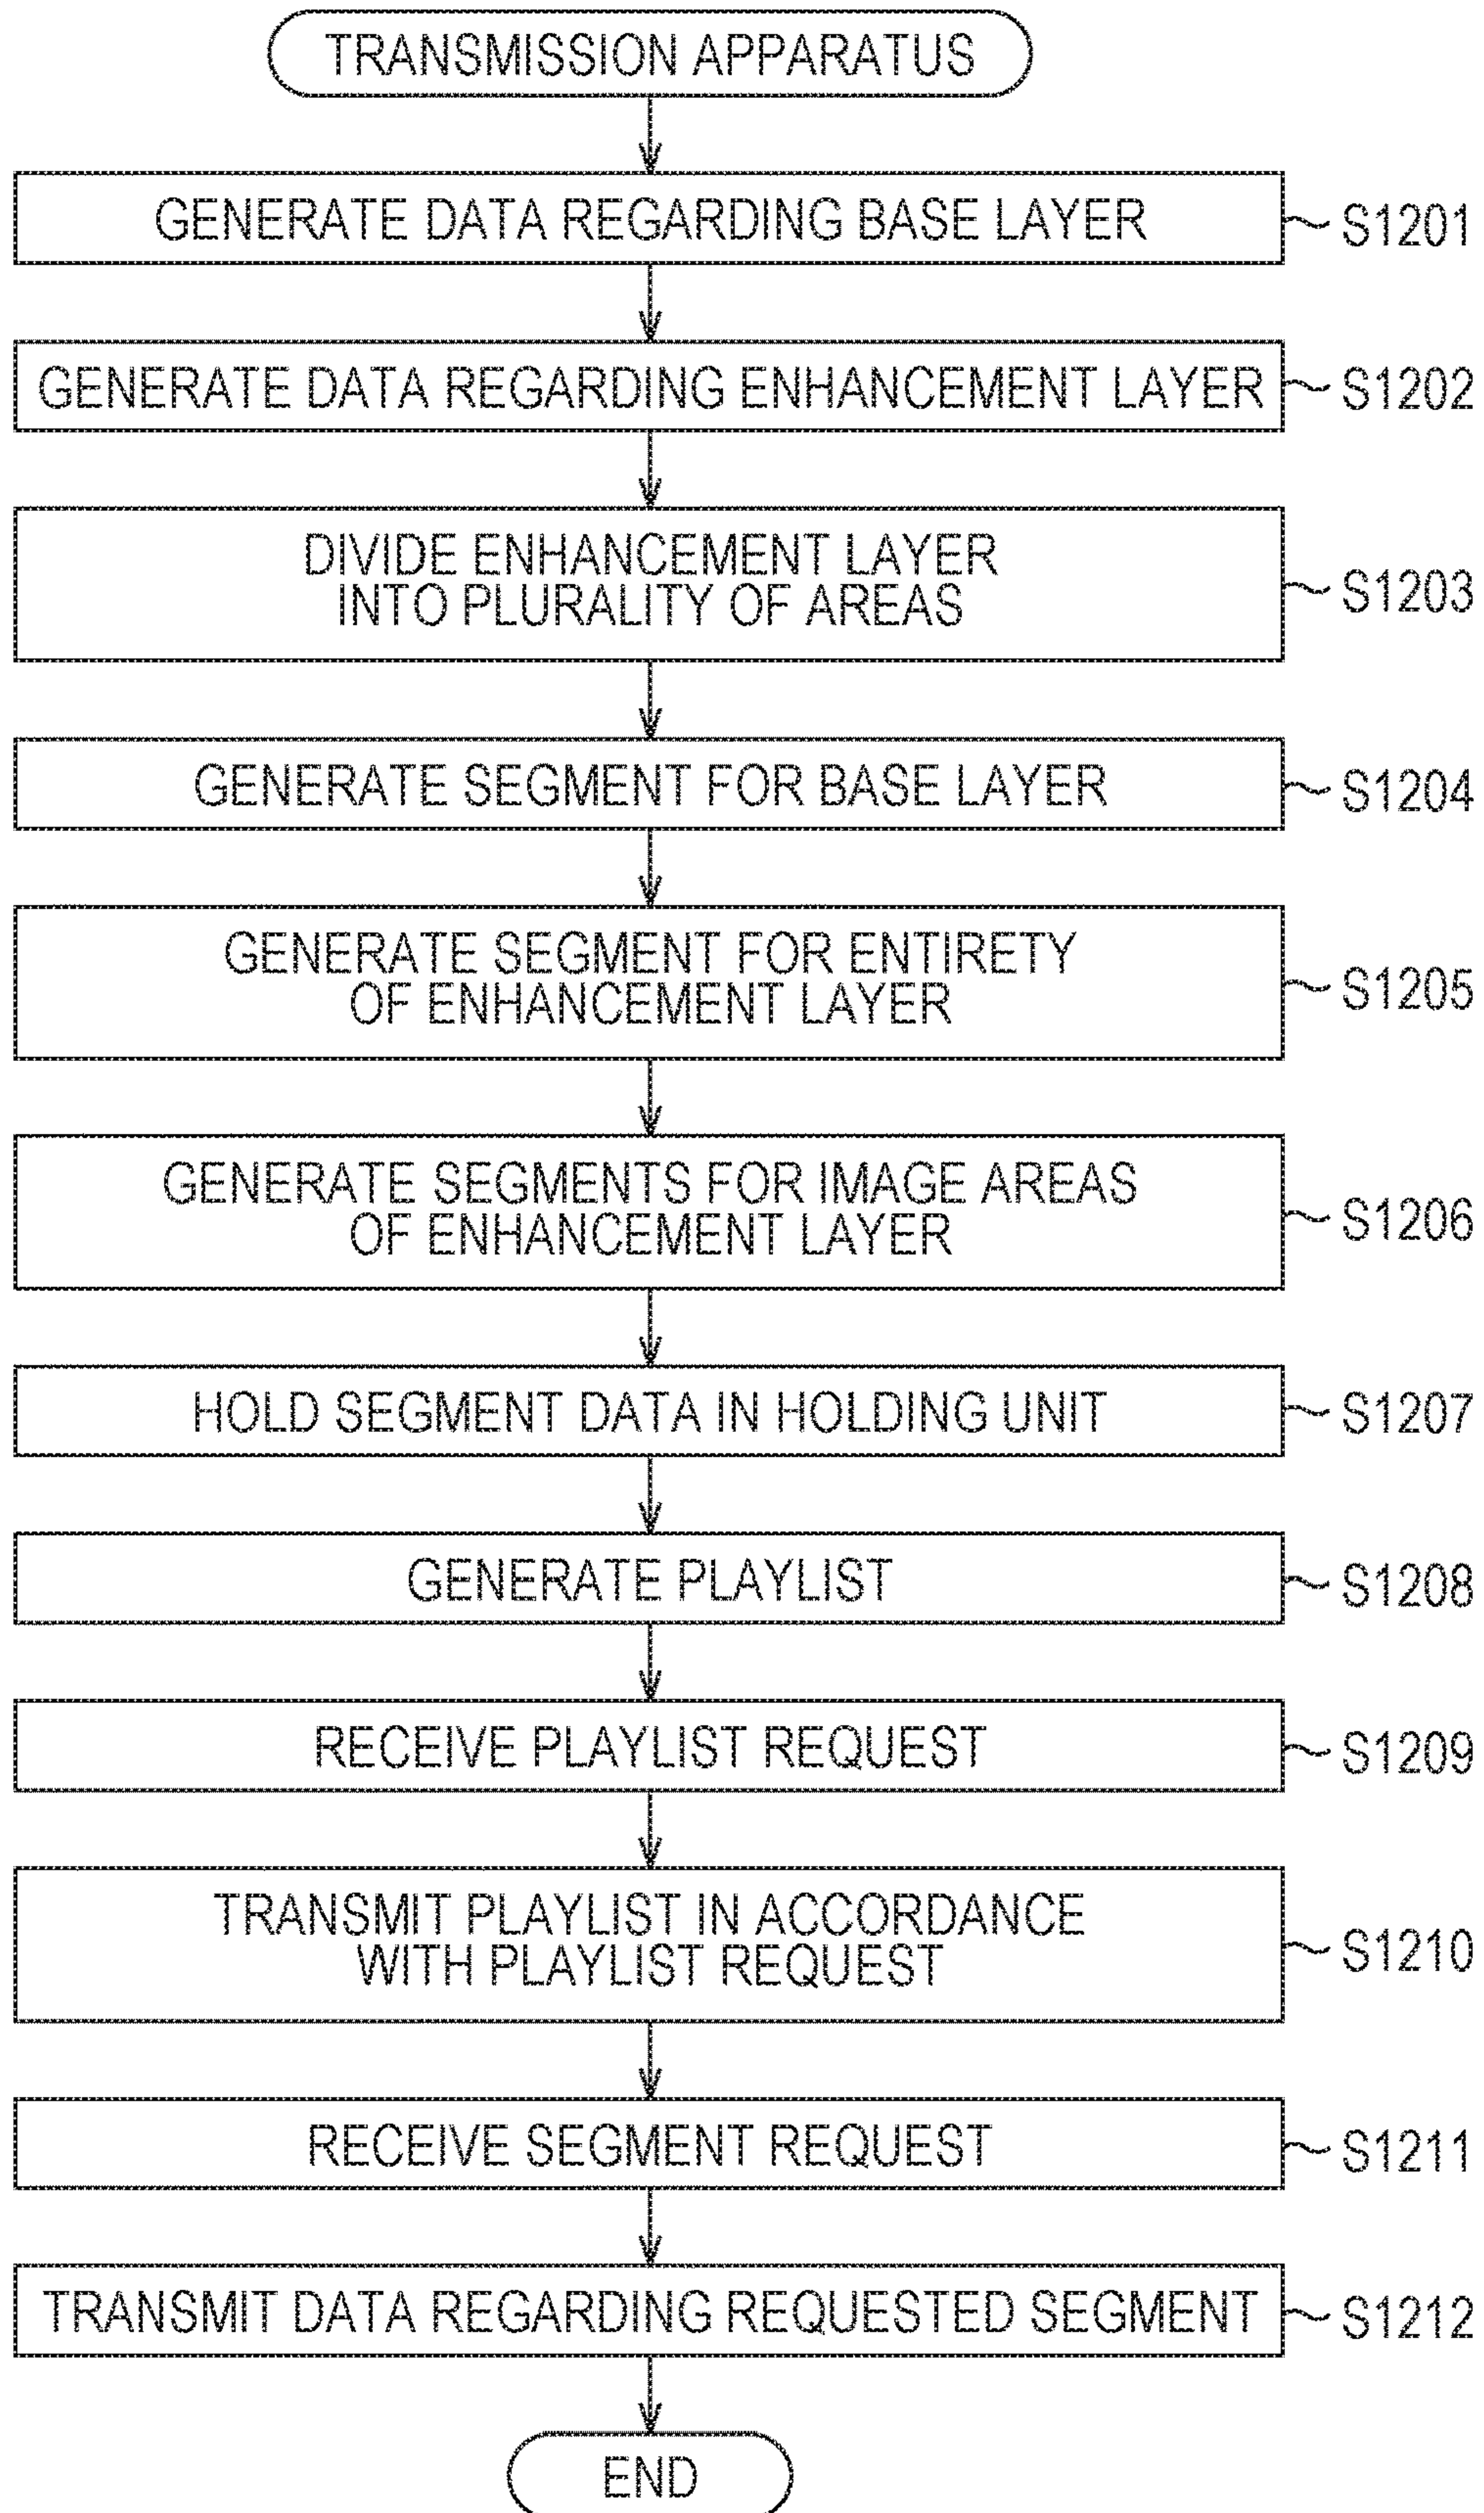 TRANSMISSION APPARATUS
GENERATE DATA REGARDING BASE LAYER
S1201
GENERATE DATA REGARDING ENHANCEMENT LAYER
S1202
DIVIDE ENHANCEMENT LAYER
INTO PLURALITY OF AREAS
S1203
GENERATE SEGMENT FOR BASE LAYER
S1204
GENERATE SEGMENT FOR ENTIRETY
OF ENHANCEMENT LAYER
S1205
GENERATE SEGMENTS FOR IMAGE AREAS
OF ENHANCEMENT LAYER
S1206
HOLD SEGMENT DATA IN HOLDING UNIT
S1207
GENERATE PLAYLIST
S1208
RECEIVE PLAYLIST REQUEST
S1209
TRANSMIT PLAYLIST IN ACCORDANCE
WITH PLAYLIST REQUEST
S1210
RECEIVE SEGMENT REQUEST
S1211
TRANSMIT DATA REGARDING REQUESTED SEGMENT
S1212
END